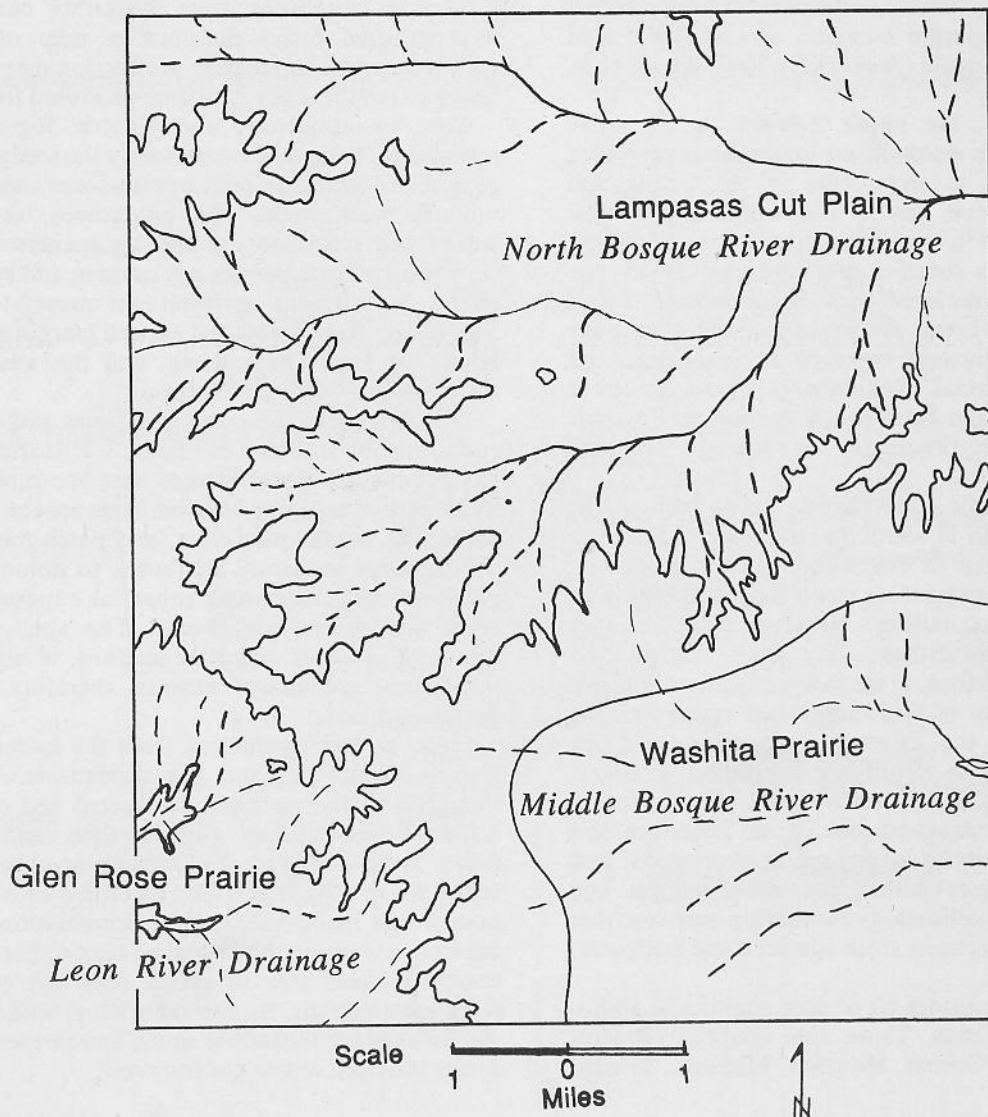 Lampasas Cut Plain
North Bosque River Drainage
Washita Prairie
Middle Bosque River Drainage
Glen Rose Prairie
Leon River Drainage
Scale
1 0 1
Miles
N